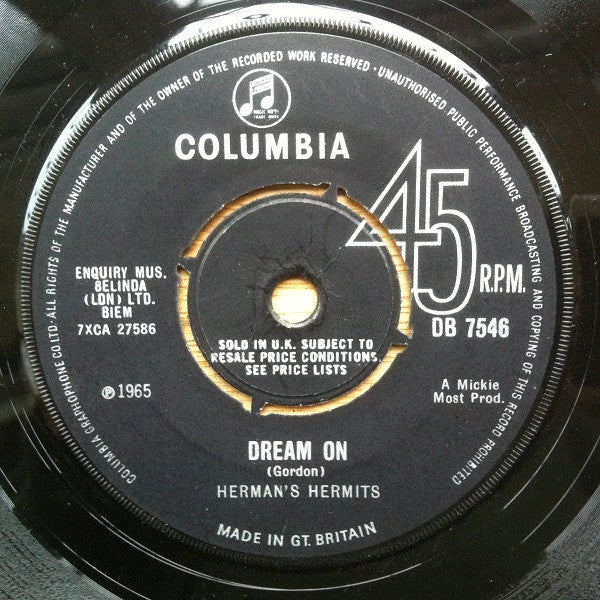 COLUMBIA GRAPHOPHONE CO. LTD· ALL RIGHTS OF THE MANUFACTURER AND OF THE OWNER OF THE RECORDED WORK RESERVED · UNAUTHORISED PUBLIC PERFORMANCE BROADCASTING AND COPYING OF THIS RECORD PROHIBITED
COLUMBIA
45
R.P.M.
DB 7546
ENQUIRY MUS.
BELINDA
(LDN) LTD.
BIEM
7XCA 27586
SOLD IN U.K. SUBJECT TO
RESALE PRICE CONDITIONS,
SEE PRICE LISTS
℗ 1965
A Mickie
Most Prod.
DREAM ON
(Gordon)
HERMAN'S HERMITS
MADE IN GT. BRITAIN